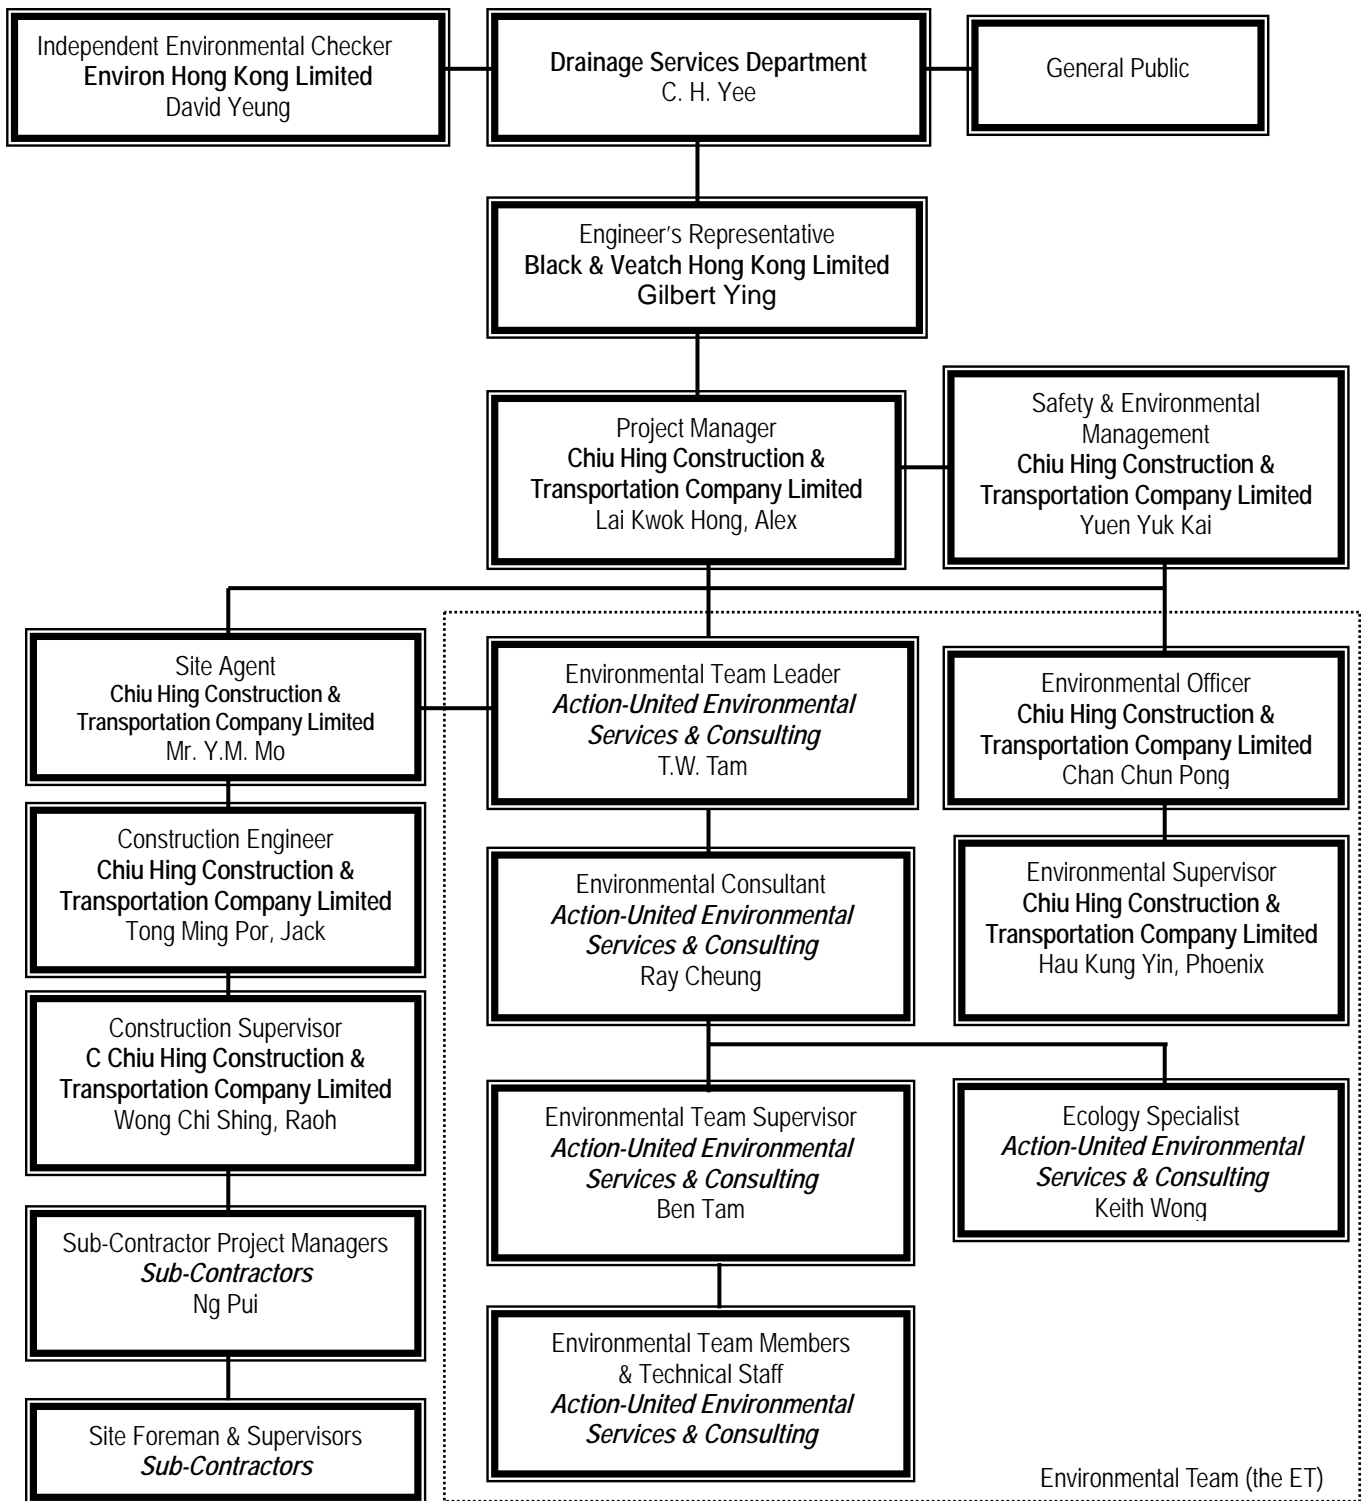 Independent Environmental Checker
Environ Hong Kong Limited
David Yeung
Drainage Services Department
C. H. Yee
General Public
Engineer's Representative
Black & Veatch Hong Kong Limited
Gilbert Ying
Project Manager
Chiu Hing Construction &
Transportation Company Limited
Lai Kwok Hong, Alex
Safety & Environmental
Management
Chiu Hing Construction &
Transportation Company Limited
Yuen Yuk Kai
Site Agent
Chiu Hing Construction &
Transportation Company Limited
Mr. Y.M. Mo
Environmental Team Leader
Action-United Environmental
Services & Consulting
T.W. Tam
Environmental Officer
Chiu Hing Construction &
Transportation Company Limited
Chan Chun Pong
Construction Engineer
Chiu Hing Construction &
Transportation Company Limited
Tong Ming Por, Jack
Environmental Consultant
Action-United Environmental
Services & Consulting
Ray Cheung
Environmental Supervisor
Chiu Hing Construction &
Transportation Company Limited
Hau Kung Yin, Phoenix
Construction Supervisor
C Chiu Hing Construction &
Transportation Company Limited
Wong Chi Shing, Raoh
Environmental Team Supervisor
Action-United Environmental
Services & Consulting
Ben Tam
Ecology Specialist
Action-United Environmental
Services & Consulting
Keith Wong
Sub-Contractor Project Managers
Sub-Contractors
Ng Pui
Environmental Team Members
& Technical Staff
Action-United Environmental
Services & Consulting
Site Foreman & Supervisors
Sub-Contractors
Environmental Team (the ET)